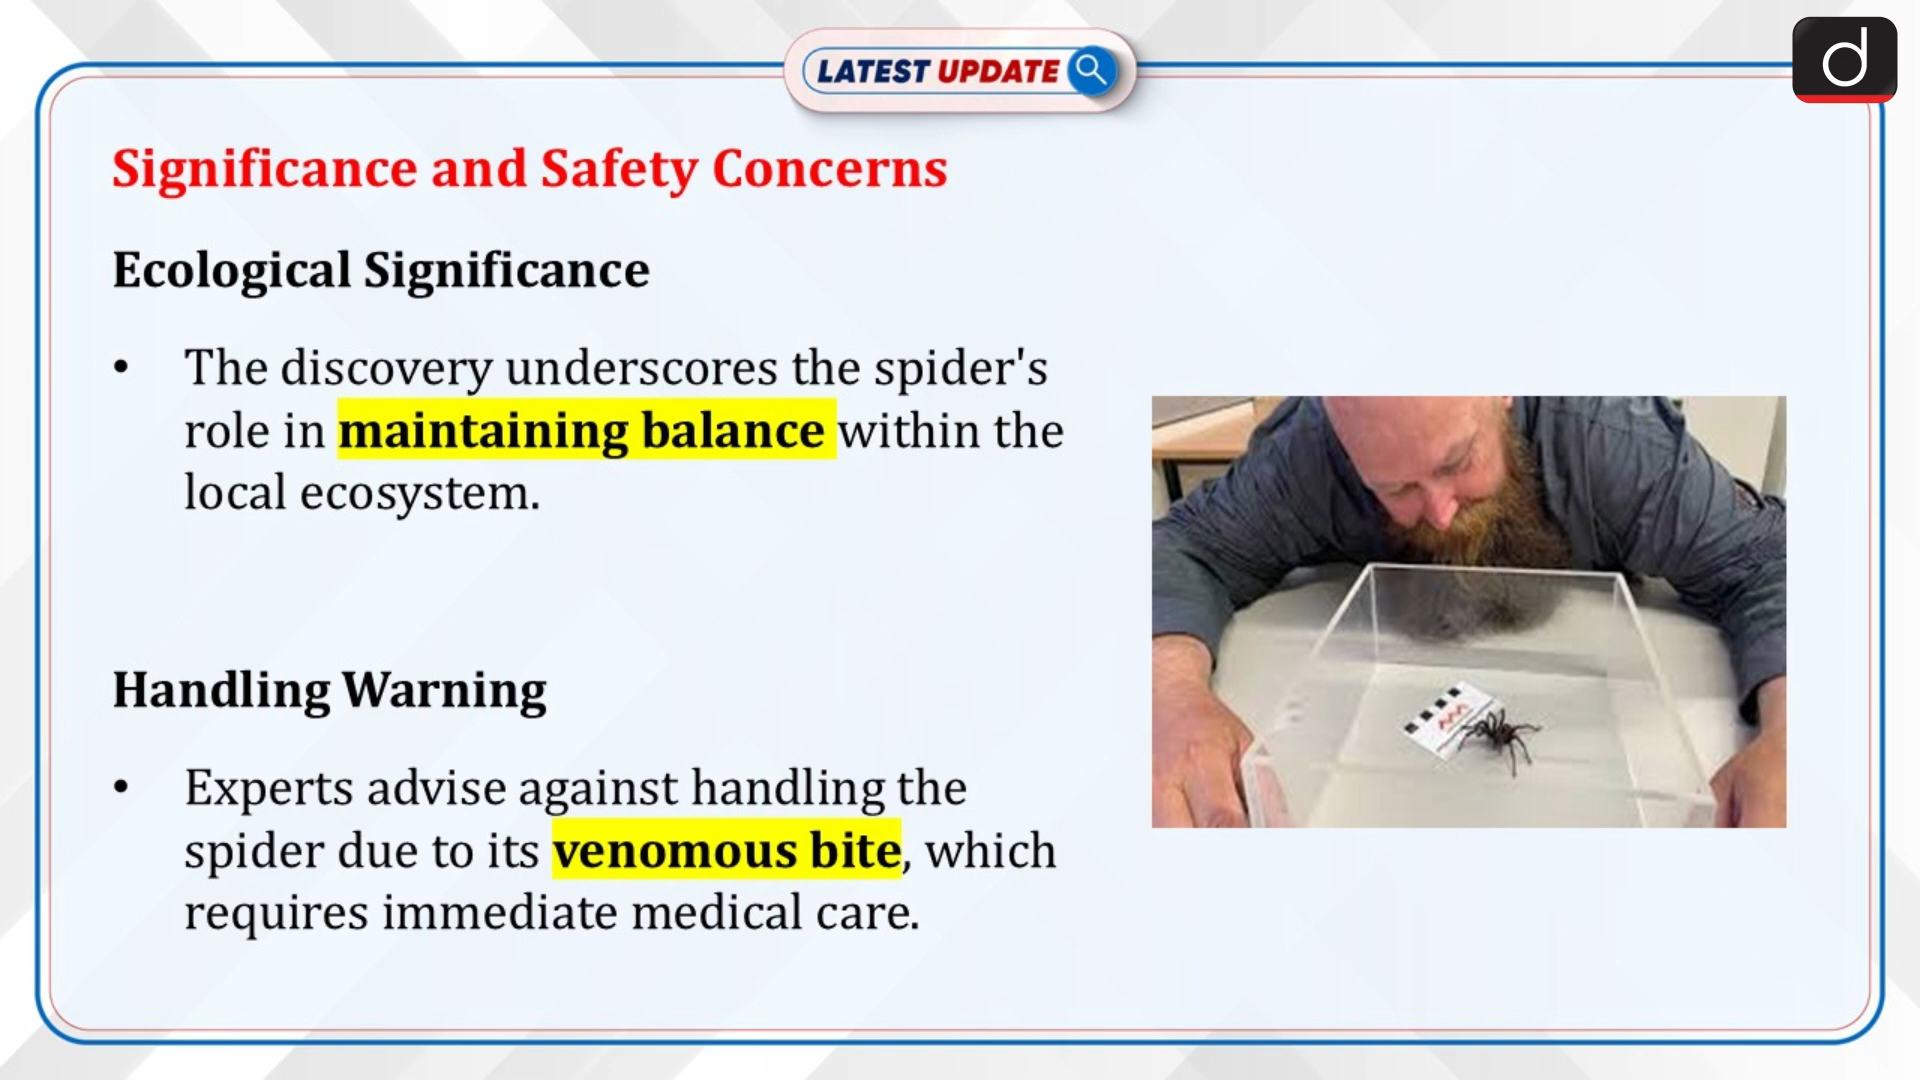 LATEST UPDATE
d
Significance and Safety Concerns
Ecological Significance
• The discovery underscores the spider's
role in maintaining balance within the
local ecosystem.
Handling Warning
• Experts advise against handling the
spider due to its venomous bite, which
requires immediate medical care.